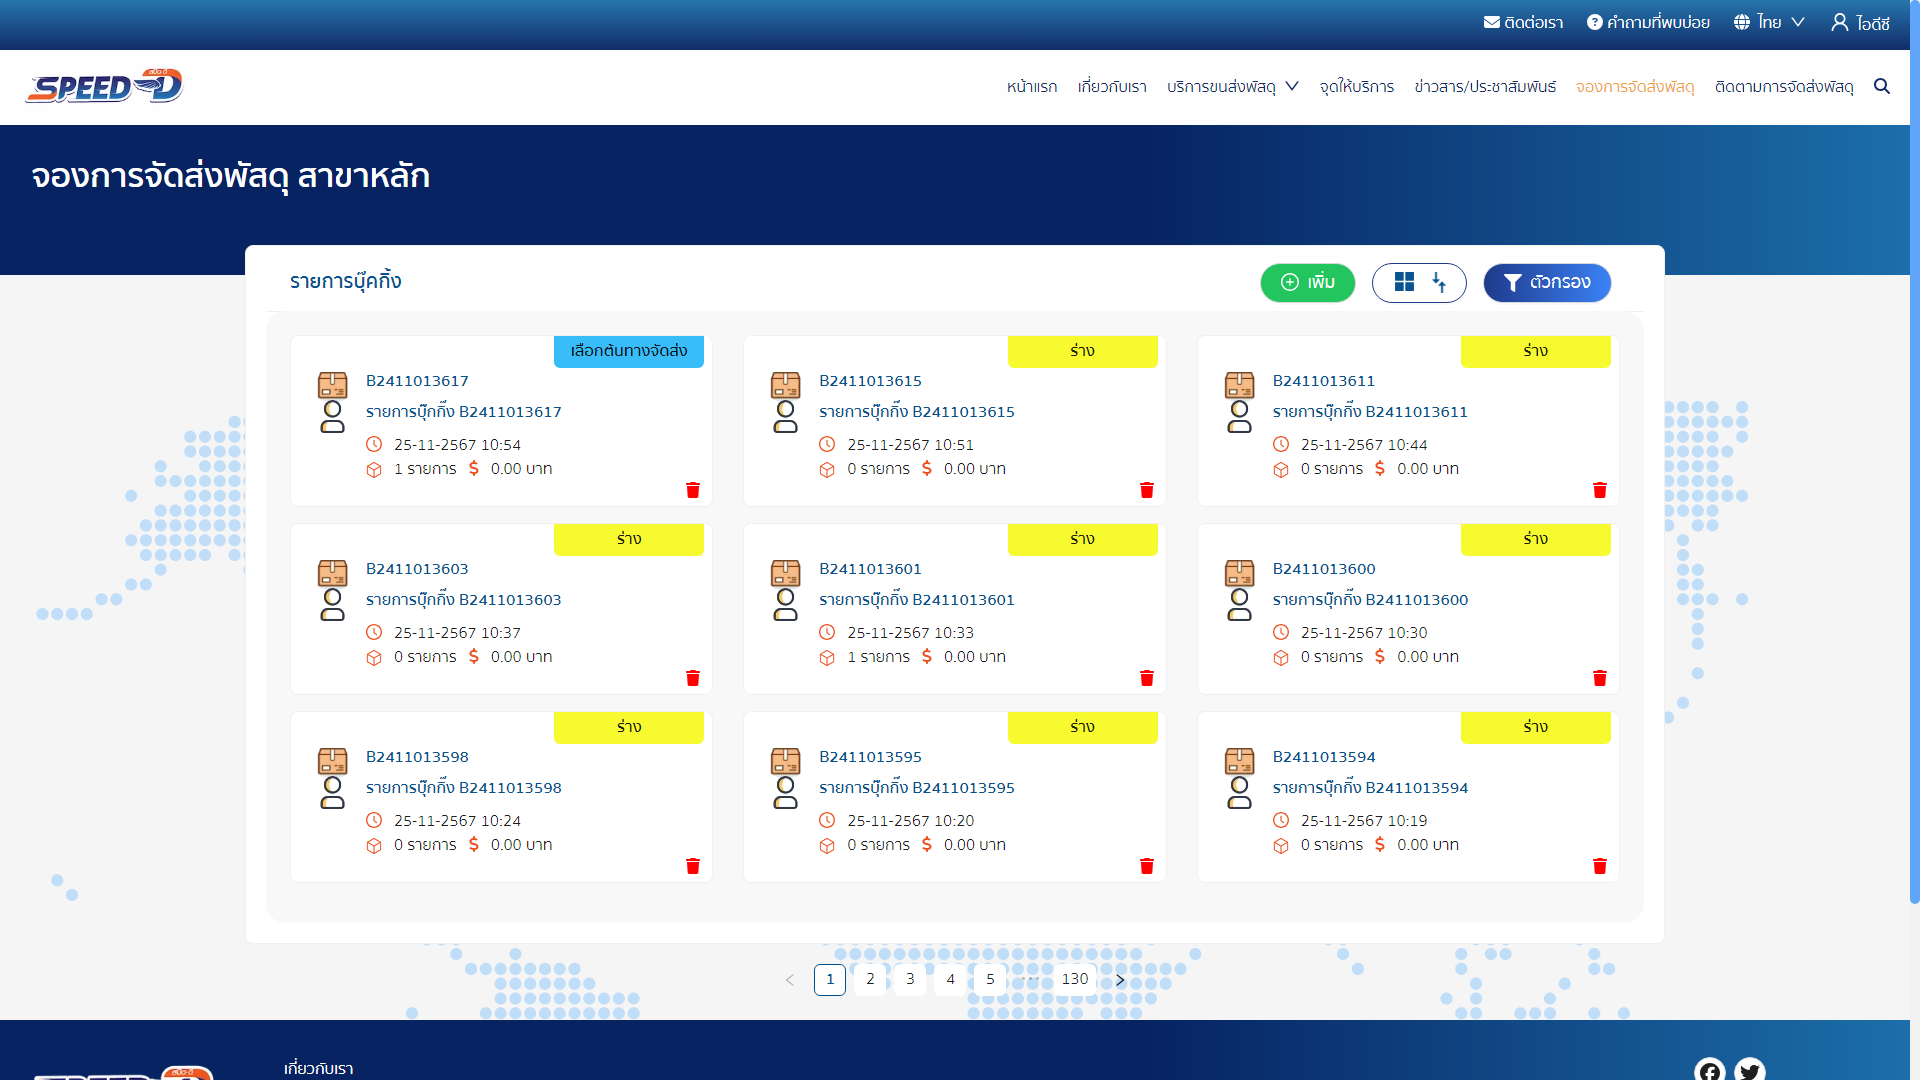 ติดต่อเรา คำถามที่พบบ่อย ไทย ไอดีซี
สปีด-ดี
SPEED-D
หน้าแรก เกี่ยวกับเรา บริการขนส่งพัสดุ จุดให้บริการ ข่าวสาร/ประชาสัมพันธ์ จองการจัดส่งพัสดุ ติดตามการจัดส่งพัสดุ
จองการจัดส่งพัสดุ สาขาหลัก
รายการบุ๊คกิ้ง เพิ่ม ตัวกรอง
เลือกต้นทางจัดส่ง
B2411013617
รายการบุ๊กกิ๊ง B2411013617
25-11-2567 10:54
1 รายการ $ 0.00 บาท
ร่าง
B2411013615
รายการบุ๊กกิ๊ง B2411013615
25-11-2567 10:51
0 รายการ $ 0.00 บาท
ร่าง
B2411013611
รายการบุ๊กกิ๊ง B2411013611
25-11-2567 10:44
0 รายการ $ 0.00 บาท
ร่าง
B2411013603
รายการบุ๊กกิ๊ง B2411013603
25-11-2567 10:37
0 รายการ $ 0.00 บาท
ร่าง
B2411013601
รายการบุ๊กกิ๊ง B2411013601
25-11-2567 10:33
1 รายการ $ 0.00 บาท
ร่าง
B2411013600
รายการบุ๊กกิ๊ง B2411013600
25-11-2567 10:30
0 รายการ $ 0.00 บาท
ร่าง
B2411013598
รายการบุ๊กกิ๊ง B2411013598
25-11-2567 10:24
0 รายการ $ 0.00 บาท
ร่าง
B2411013595
รายการบุ๊กกิ๊ง B2411013595
25-11-2567 10:20
0 รายการ $ 0.00 บาท
ร่าง
B2411013594
รายการบุ๊กกิ๊ง B2411013594
25-11-2567 10:19
0 รายการ $ 0.00 บาท
< 1 2 3 4 5 ••• 130 >
เกี่ยวกับเรา
สปีด-ดี
SPEED-D